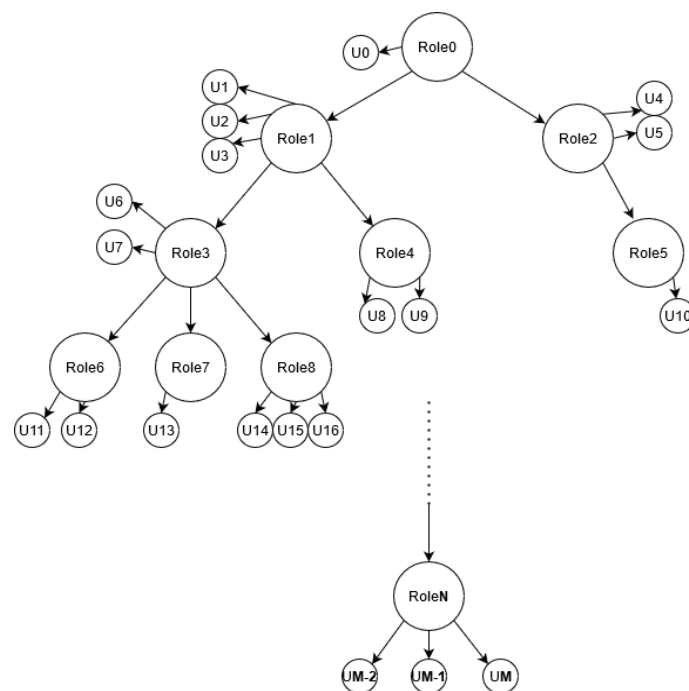 Role0
U0
U1
U2
U3
Role1
Role2
U4
U5
U6
U7
Role3
Role4
Role5
U8
U9
U10
Role6
Role7
Role8
U11
U12
U13
U14
U15
U16
RoleN
UM-2
UM-1
UM